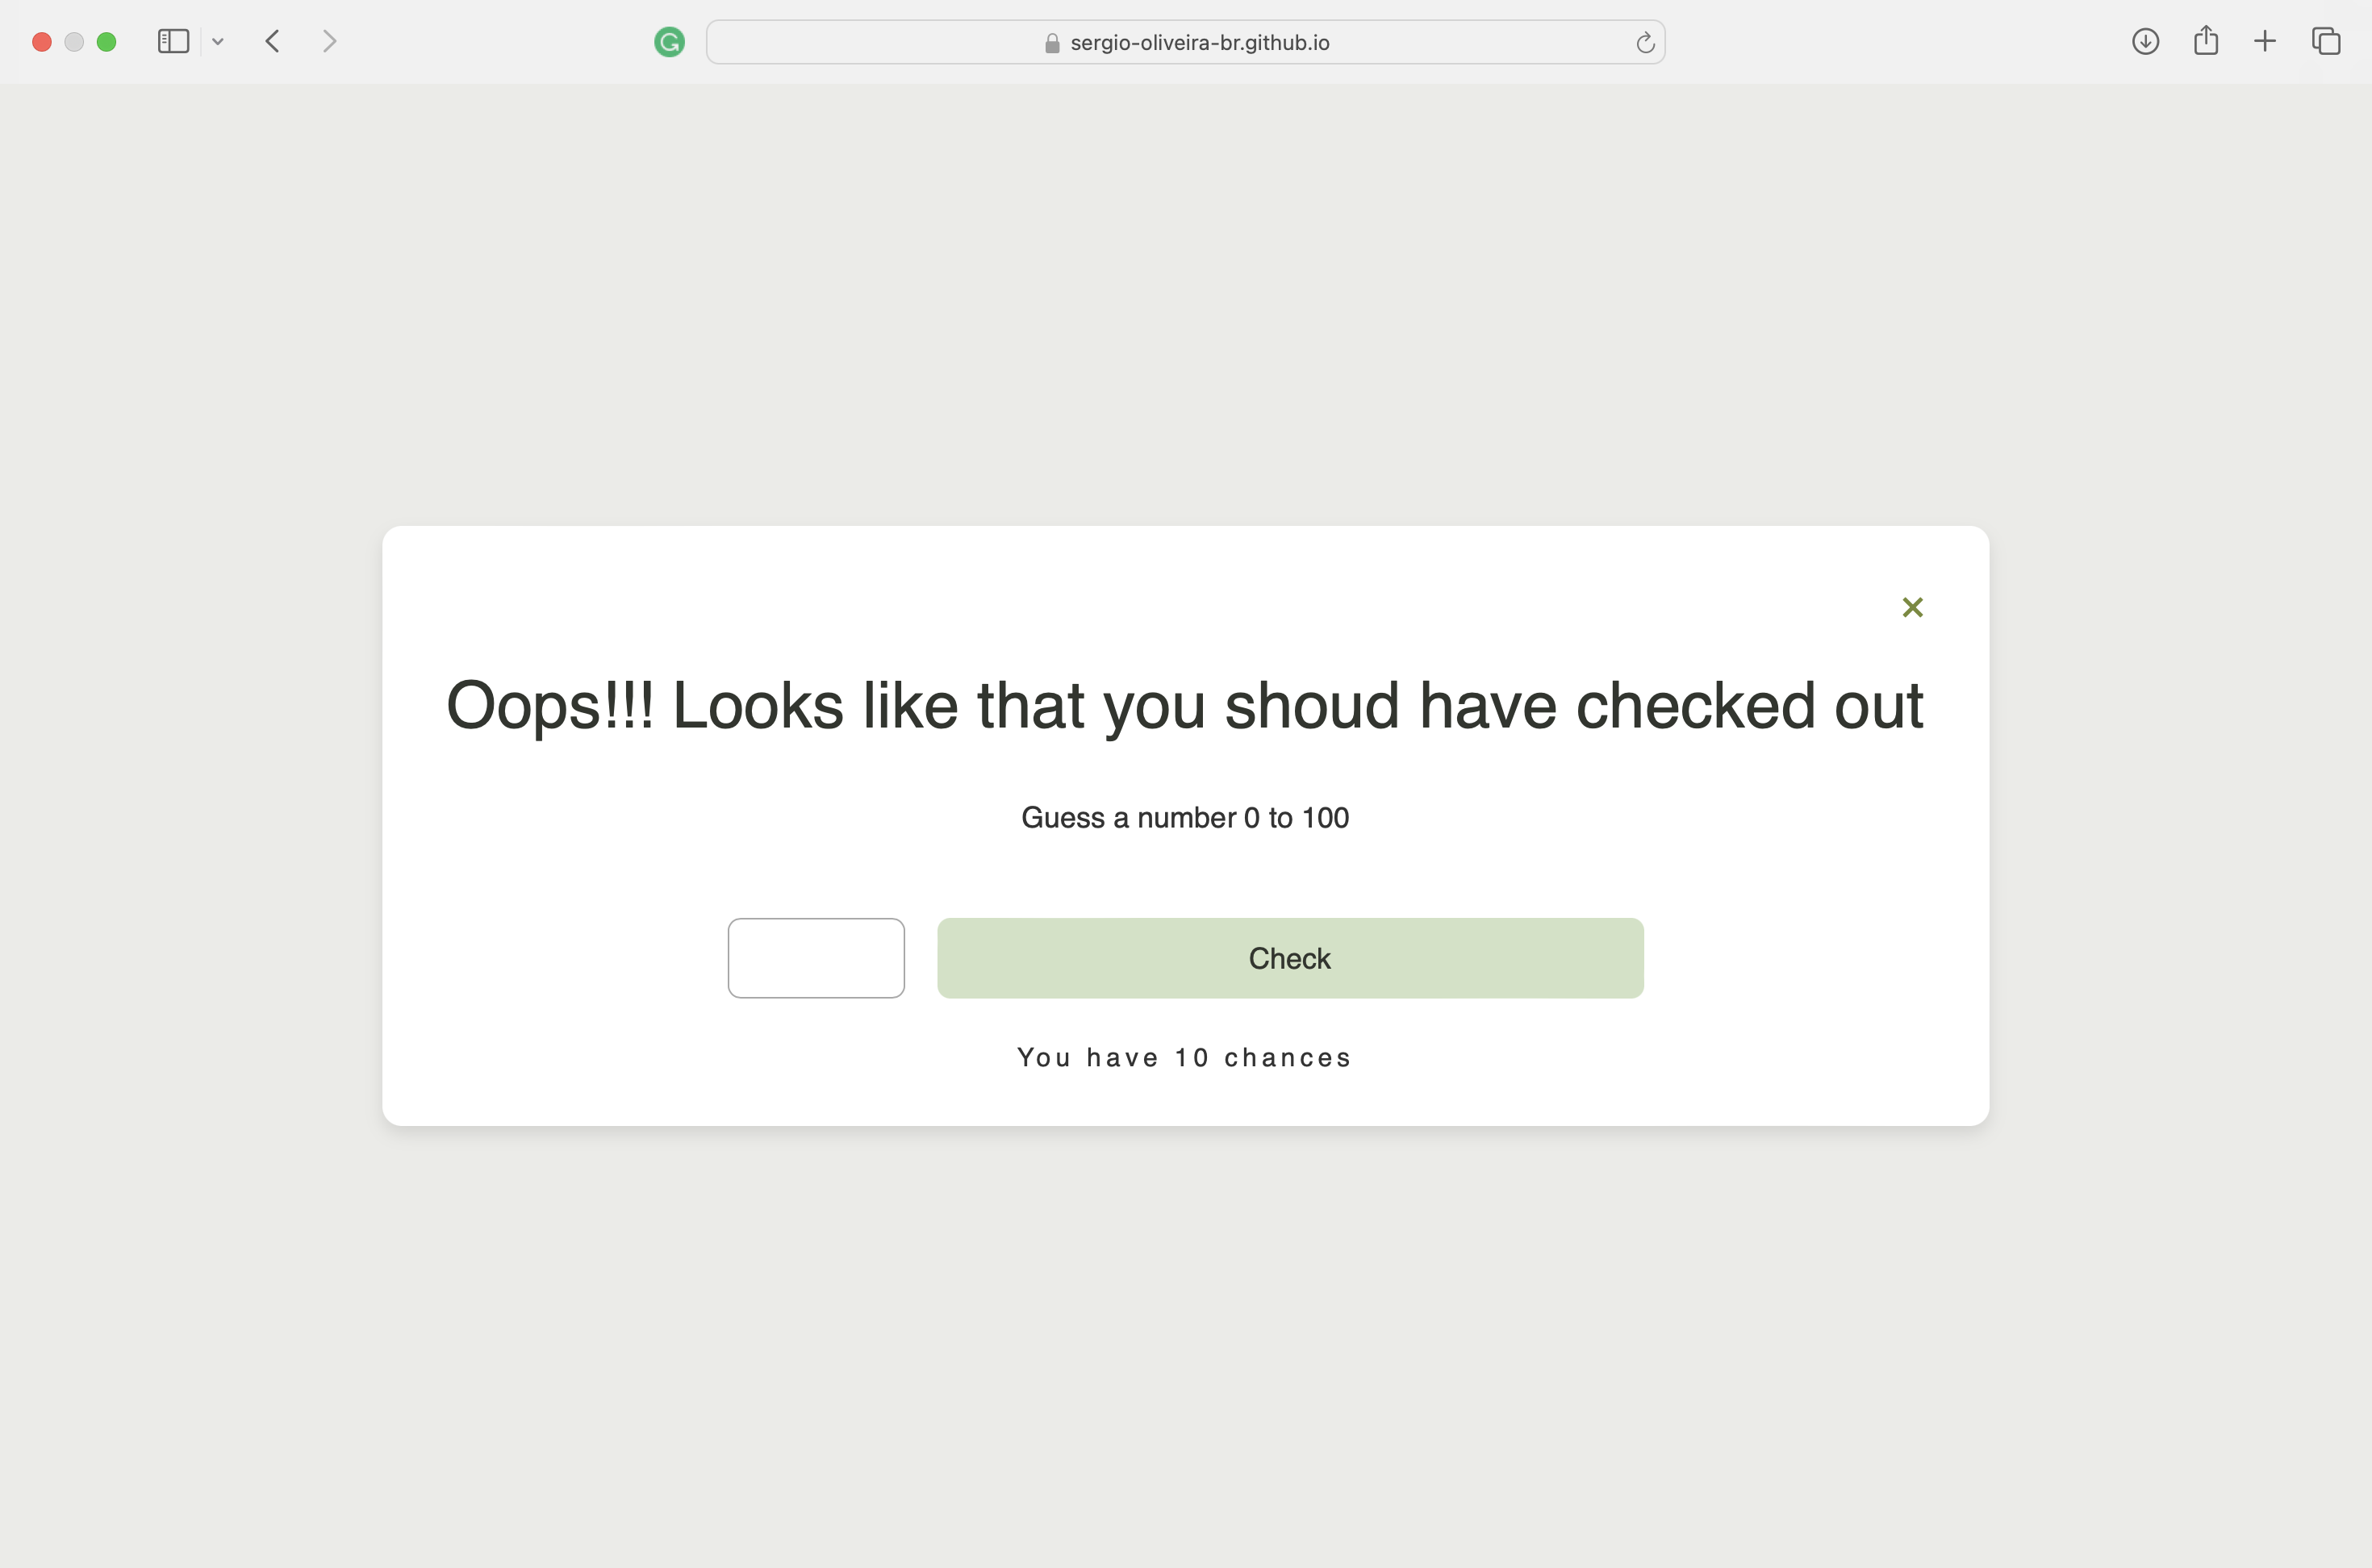 sergio-oliveira-br.github.io
Oops!!! Looks like that you shoud have checked out
Guess a number 0 to 100
Check
You have 10 chances